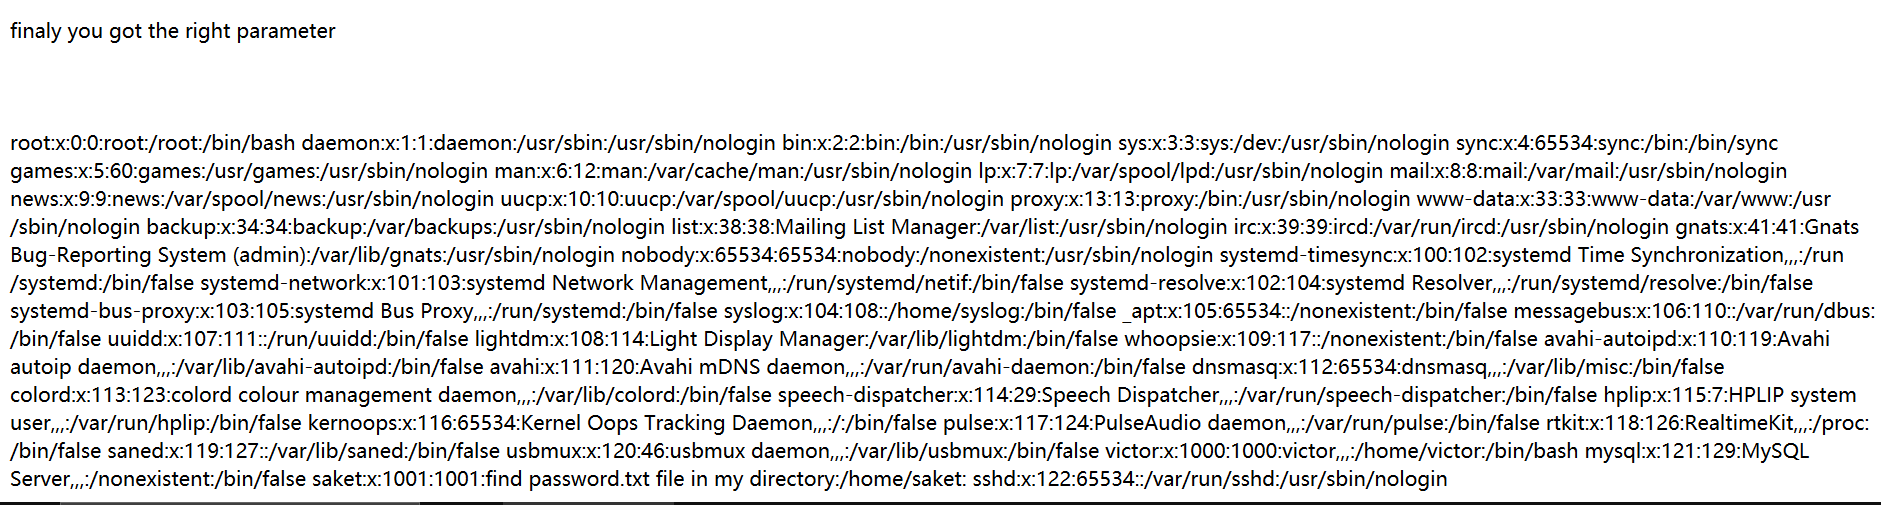 finaly you got the right parameter
root:x:0:0:root:/root:/bin/bash daemon:x:1:1:daemon:/usr/sbin:/usr/sbin/nologin bin:x:2:2:bin:/bin:/usr/sbin/nologin sys:x:3:3:sys:/dev:/usr/sbin/nologin sync:x:4:65534:sync:/bin:/bin/sync
games:x:5:60:games:/usr/games:/usr/sbin/nologin man:x:6:12:man:/var/cache/man:/usr/sbin/nologin lp:x:7:7:lp:/var/spool/lpd:/usr/sbin/nologin mail:x:8:8:mail:/var/mail:/usr/sbin/nologin
news:x:9:9:news:/var/spool/news:/usr/sbin/nologin uucp:x:10:10:uucp:/var/spool/uucp:/usr/sbin/nologin proxy:x:13:13:proxy:/bin:/usr/sbin/nologin www-data:x:33:33:www-data:/var/www:/usr
/sbin/nologin backup:x:34:34:backup:/var/backups:/usr/sbin/nologin list:x:38:38:Mailing List Manager:/var/list:/usr/sbin/nologin irc:x:39:39:ircd:/var/run/ircd:/usr/sbin/nologin gnats:x:41:41:Gnats
Bug-Reporting System (admin):/var/lib/gnats:/usr/sbin/nologin nobody:x:65534:65534:nobody:/nonexistent:/usr/sbin/nologin systemd-timesync:x:100:102:systemd Time Synchronization,,,:/run
/systemd:/bin/false systemd-network:x:101:103:systemd Network Management,,,:/run/systemd/netif:/bin/false systemd-resolve:x:102:104:systemd Resolver,,,:/run/systemd/resolve:/bin/false
systemd-bus-proxy:x:103:105:systemd Bus Proxy,,,:/run/systemd:/bin/false syslog:x:104:108::/home/syslog:/bin/false _apt:x:105:65534::/nonexistent:/bin/false messagebus:x:106:110::/var/run/dbus:
/bin/false uuidd:x:107:111::/run/uuidd:/bin/false lightdm:x:108:114:Light Display Manager:/var/lib/lightdm:/bin/false whoopsie:x:109:117::/nonexistent:/bin/false avahi-autoipd:x:110:119:Avahi
autoip daemon,,,:/var/lib/avahi-autoipd:/bin/false avahi:x:111:120:Avahi mDNS daemon,,,:/var/run/avahi-daemon:/bin/false dnsmasq:x:112:65534:dnsmasq,,,:/var/lib/misc:/bin/false
colord:x:113:123:colord colour management daemon,,,:/var/lib/colord:/bin/false speech-dispatcher:x:114:29:Speech Dispatcher,,,:/var/run/speech-dispatcher:/bin/false hplip:x:115:7:HPLIP system
user,,,:/var/run/hplip:/bin/false kernoops:x:116:65534:Kernel Oops Tracking Daemon,,,:/:/bin/false pulse:x:117:124:PulseAudio daemon,,,:/var/run/pulse:/bin/false rtkit:x:118:126:RealtimeKit,,,:/proc:
/bin/false saned:x:119:127::/var/lib/saned:/bin/false usbmux:x:120:46:usbmux daemon,,,:/var/lib/usbmux:/bin/false victor:x:1000:1000:victor,,,:/home/victor:/bin/bash mysql:x:121:129:MySQL
Server,,,:/nonexistent:/bin/false saket:x:1001:1001:find password.txt file in my directory:/home/saket: sshd:x:122:65534::/var/run/sshd:/usr/sbin/nologin